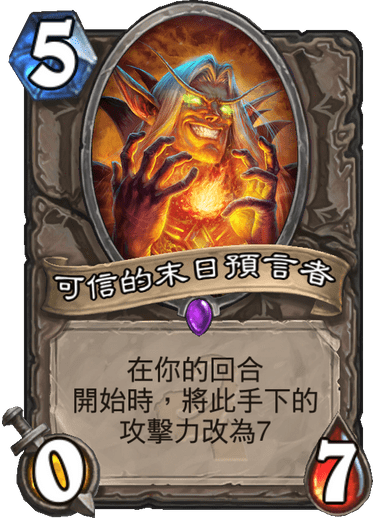 5
可信的末日預言者
在你的回合
開始時，將此手下的
攻擊力改為7
0
7